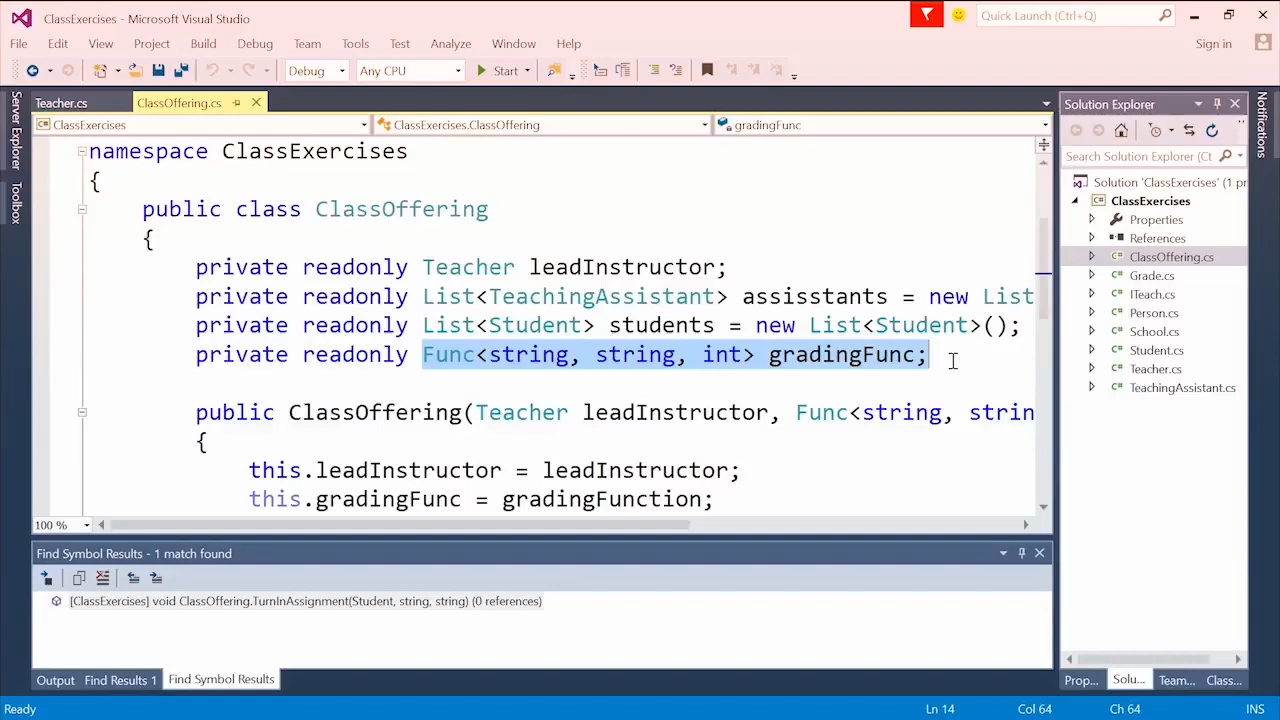 ClassExercises - Microsoft Visual Studio
Quick Launch (Ctrl+Q)
File Edit View Project Build Debug Team Tools Test Analyze Window Help
Sign in
Debug Any CPU Start
Server Explorer
Toolbox
Teacher.cs ClassOffering.cs
ClassExercises ClassExercises.ClassOffering gradingFunc
namespace ClassExercises
{
public class ClassOffering
{
private readonly Teacher leadInstructor;
private readonly List<TeachingAssistant> assisstants = new List
private readonly List<Student> students = new List<Student>();
private readonly Func<string, string, int> gradingFunc;
public ClassOffering(Teacher leadInstructor, Func<string, strin
{
this.leadInstructor = leadInstructor;
this.gradingFunc = gradingFunction;
100 %
Find Symbol Results - 1 match found
[ClassExercises] void ClassOffering.TurnInAssignment(Student, string, string) (0 references)
Output Find Results 1 Find Symbol Results
Solution Explorer
Search Solution Explorer (Ct
Solution 'ClassExercises' (1 pr
ClassExercises
Properties
References
ClassOffering.cs
Grade.cs
ITeach.cs
Person.cs
School.cs
Student.cs
Teacher.cs
TeachingAssistant.cs
Prop... Solu... Team... Class...
Notifications
Ready Ln 14 Col 64 Ch 64 INS